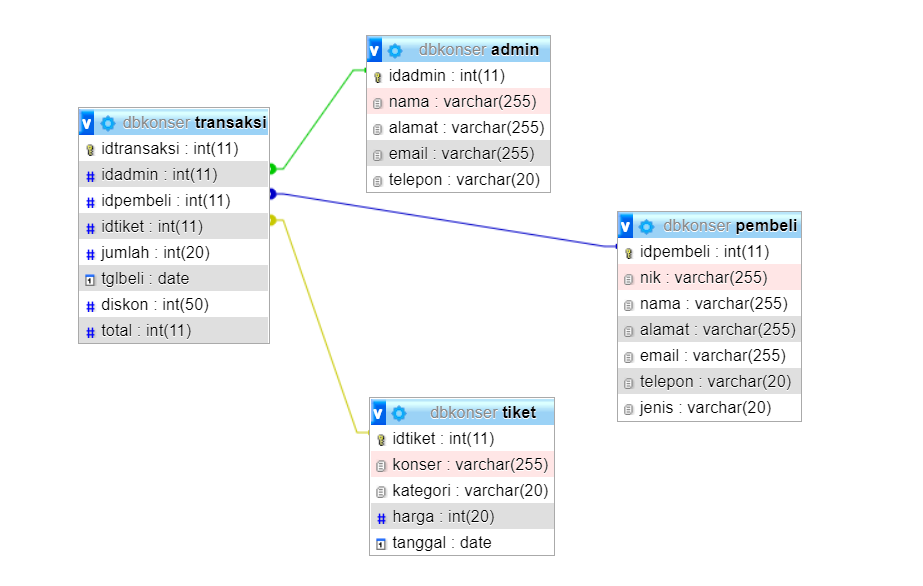 dbkonser admin
idadmin : int(11)
nama : varchar(255)
alamat : varchar(255)
email : varchar(255)
telepon : varchar(20)
dbkonser transaksi
idtransaksi : int(11)
idadmin : int(11)
idpembeli : int(11)
idtiket : int(11)
jumlah : int(20)
tglbeli : date
diskon : int(50)
total : int(11)
dbkonser pembeli
idpembeli : int(11)
nik : varchar(255)
nama : varchar(255)
alamat : varchar(255)
email : varchar(255)
telepon : varchar(20)
jenis : varchar(20)
dbkonser tiket
idtiket : int(11)
konser : varchar(255)
kategori : varchar(20)
harga : int(20)
tanggal : date